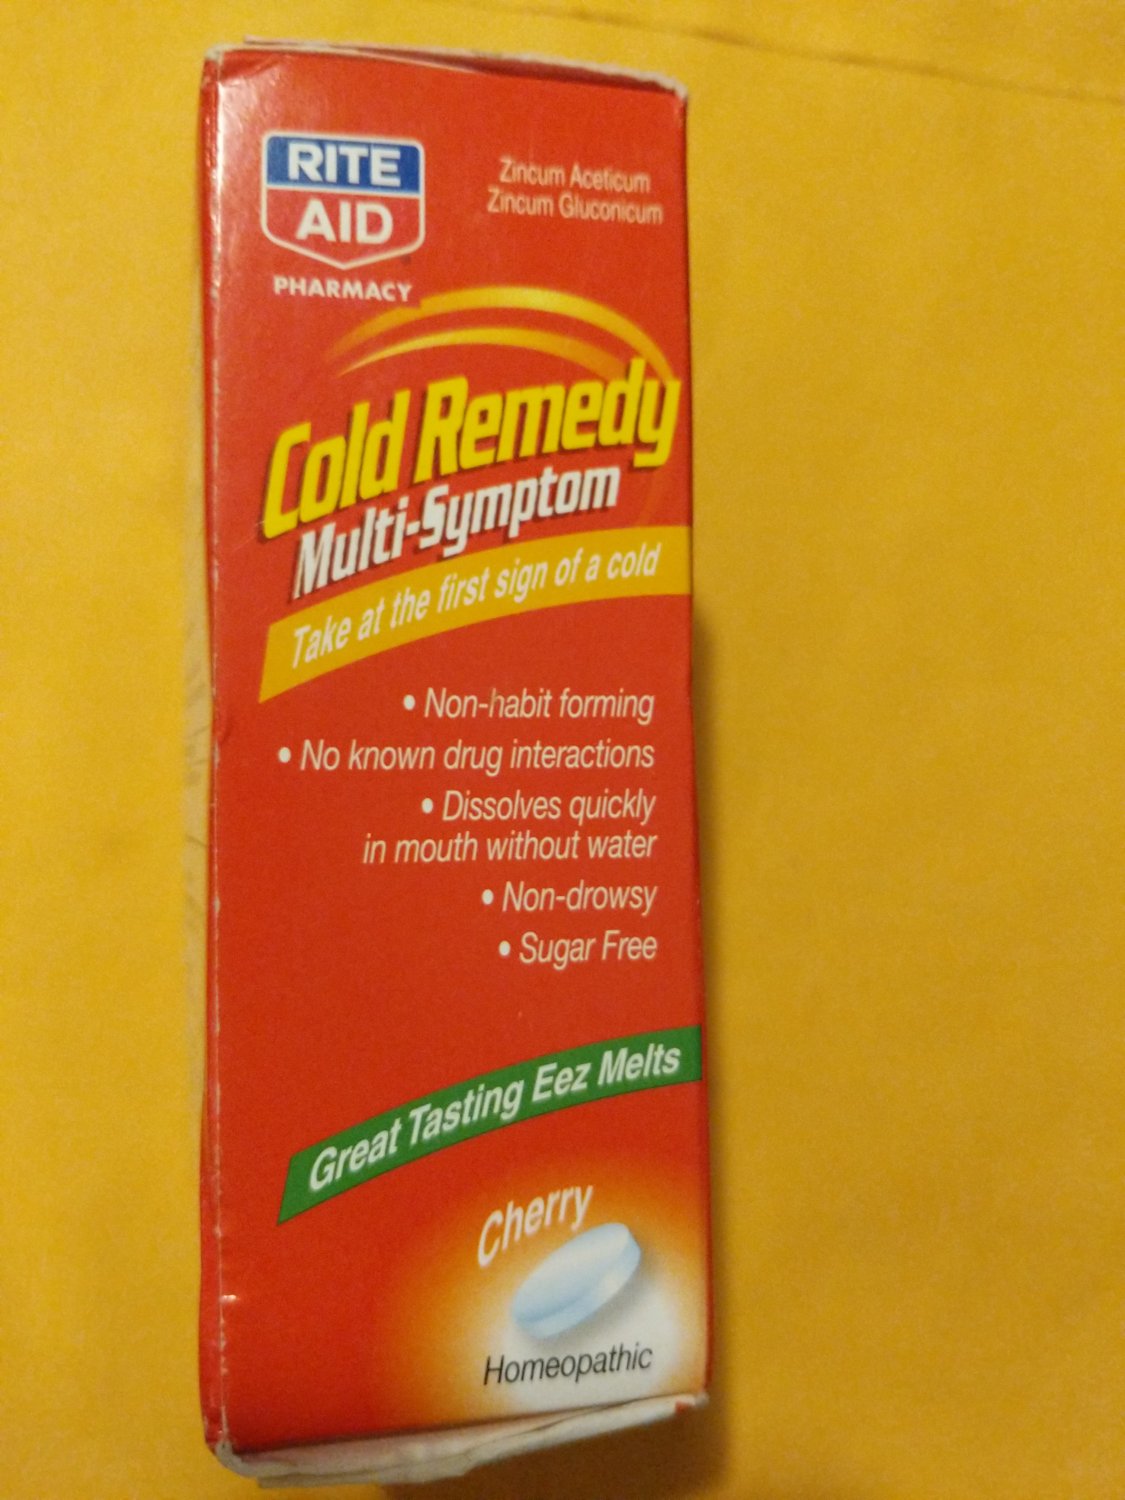 RITE
AID
PHARMACY
Zincum Aceticum
Zincum Gluconicum
Cold Remedy
Multi-Symptom
Take at the first sign of a cold
• Non-habit forming
• No known drug interactions
• Dissolves quickly
in mouth without water
• Non-drowsy
• Sugar Free
Great Tasting Eez Melts
Cherry
Homeopathic